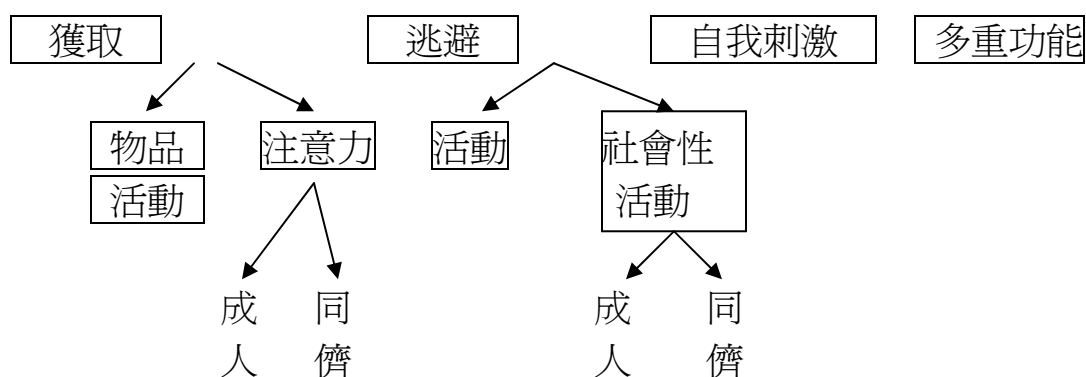 獲取 逃避 自我刺激 多重功能
物品 注意力 活動 社會性
活動 活動
成 同 成 同
人 儕 人 儕